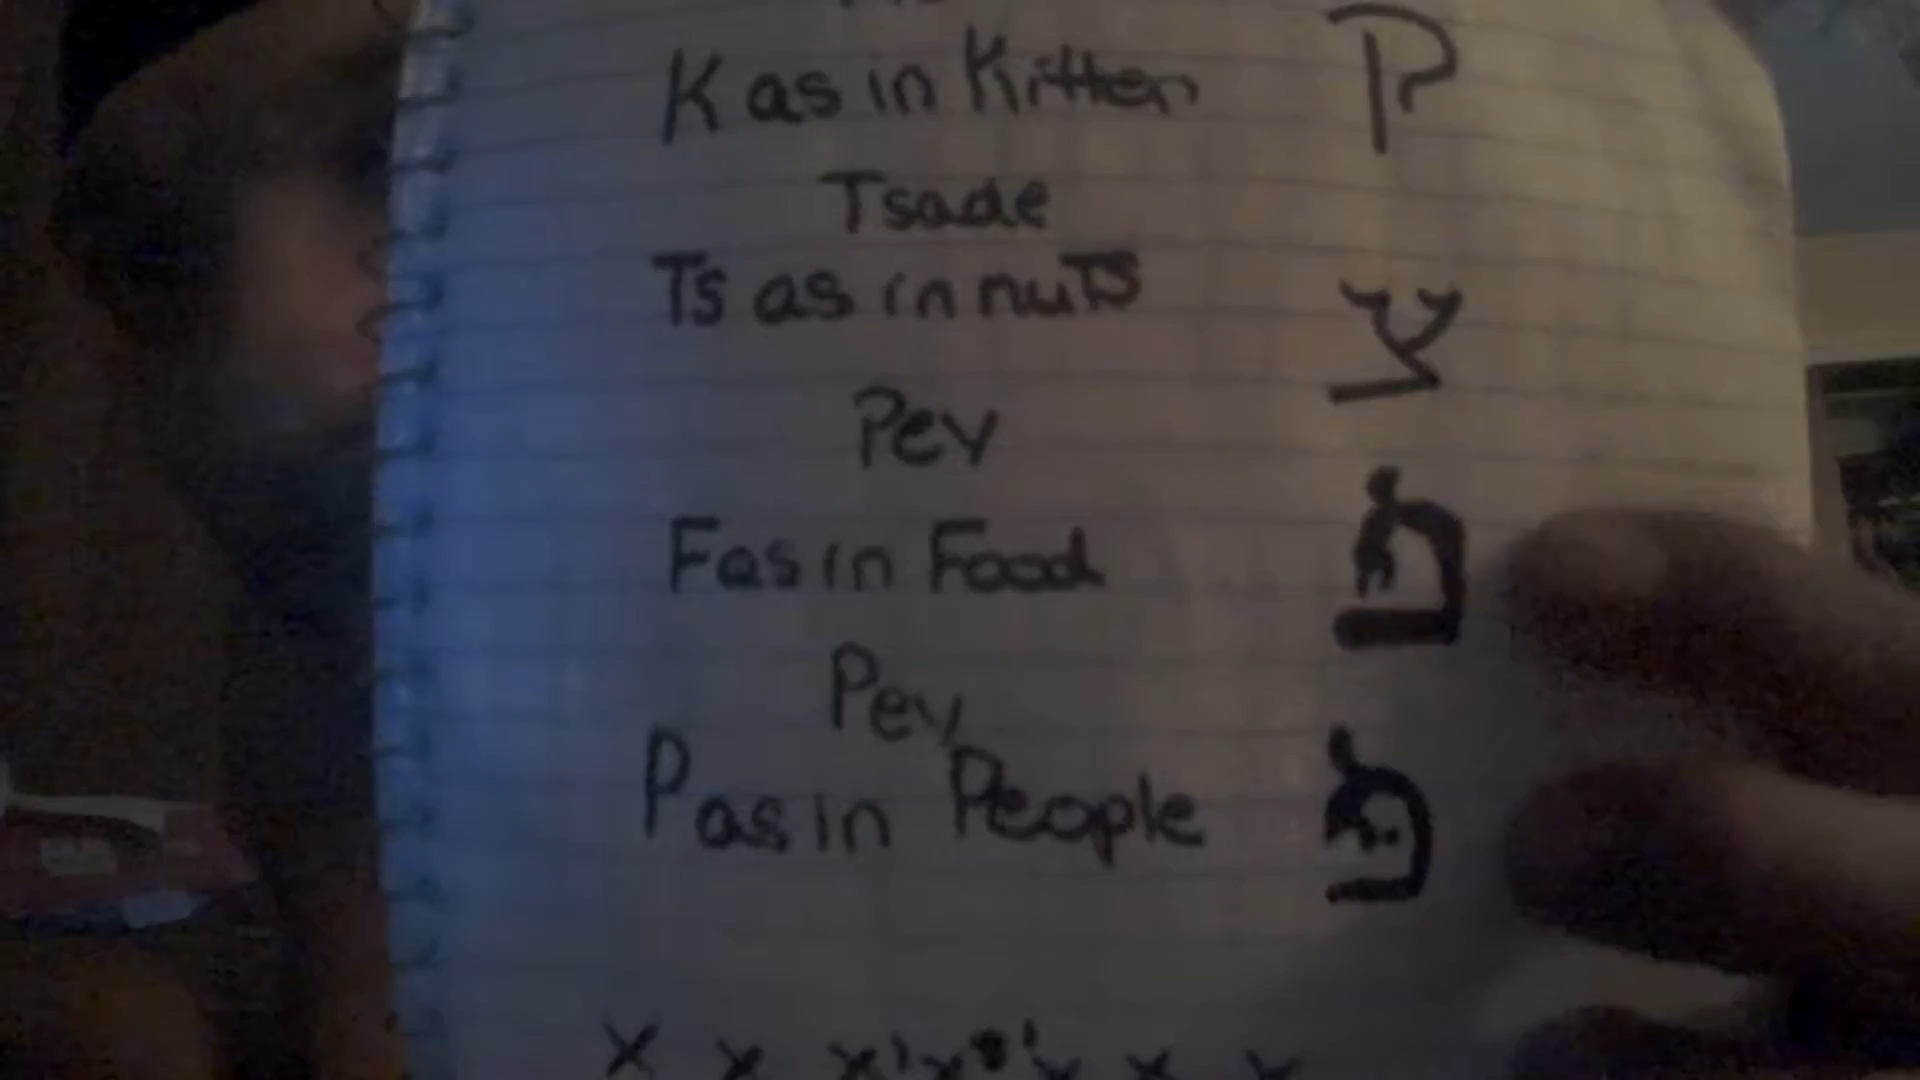 K as in Kitten ק
Tsade
Ts as in nuTS צ
Pey
F as in Food פ
Pey
P as in People פּ
x x x x x x x